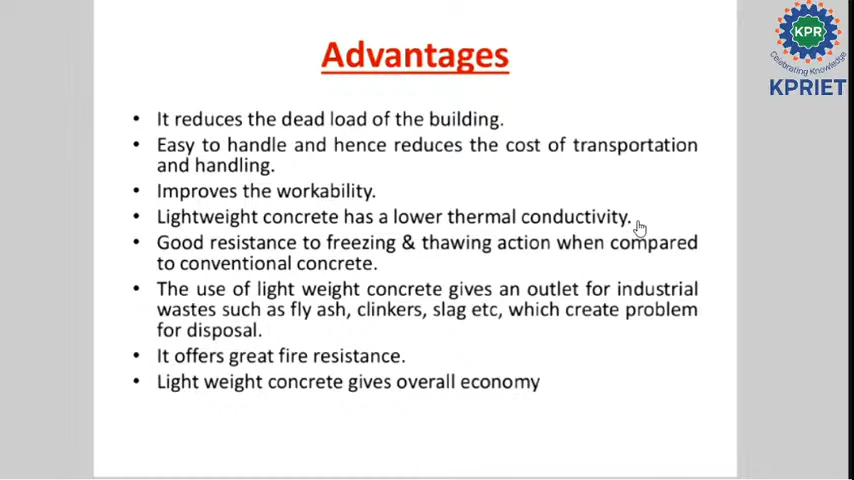 Advantages
KPR
Celebrating Knowledge
KPRIET
• It reduces the dead load of the building.
• Easy to handle and hence reduces the cost of transportation
and handling.
• Improves the workability.
• Lightweight concrete has a lower thermal conductivity.
• Good resistance to freezing & thawing action when compared
to conventional concrete.
• The use of light weight concrete gives an outlet for industrial
wastes such as fly ash, clinkers, slag etc, which create problem
for disposal.
• It offers great fire resistance.
• Light weight concrete gives overall economy